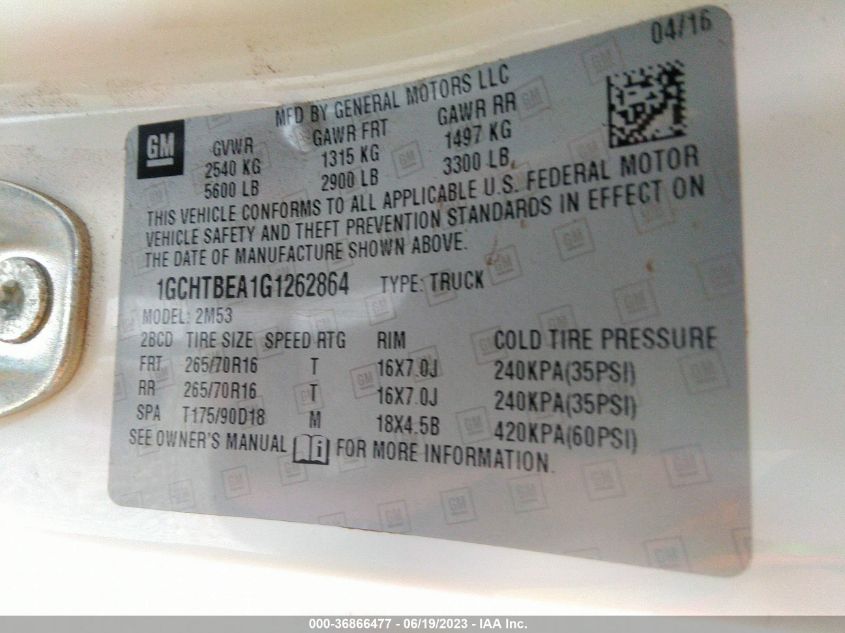 04/16
MFD BY GENERAL MOTORS LLC
GM
GVWR GAWR FRT GAWR RR
2540 KG 1315 KG 1497 KG
5600 LB 2900 LB 3300 LB
THIS VEHICLE CONFORMS TO ALL APPLICABLE U.S. FEDERAL MOTOR
VEHICLE SAFETY AND THEFT PREVENTION STANDARDS IN EFFECT ON
THE DATE OF MANUFACTURE SHOWN ABOVE.
1GCHTBEA1G1262864 TYPE: TRUCK
MODEL: 2M53
2BCD TIRE SIZE SPEED RTG RIM COLD TIRE PRESSURE
FRT 265/70R16 T 16X7.0J 240KPA(35PSI)
RR 265/70R16 T 16X7.0J 240KPA(35PSI)
SPA T175/90D18 M 18X4.5B 420KPA(60PSI)
SEE OWNER'S MANUAL i FOR MORE INFORMATION.
000-36866477 - 06/19/2023 - IAA Inc.